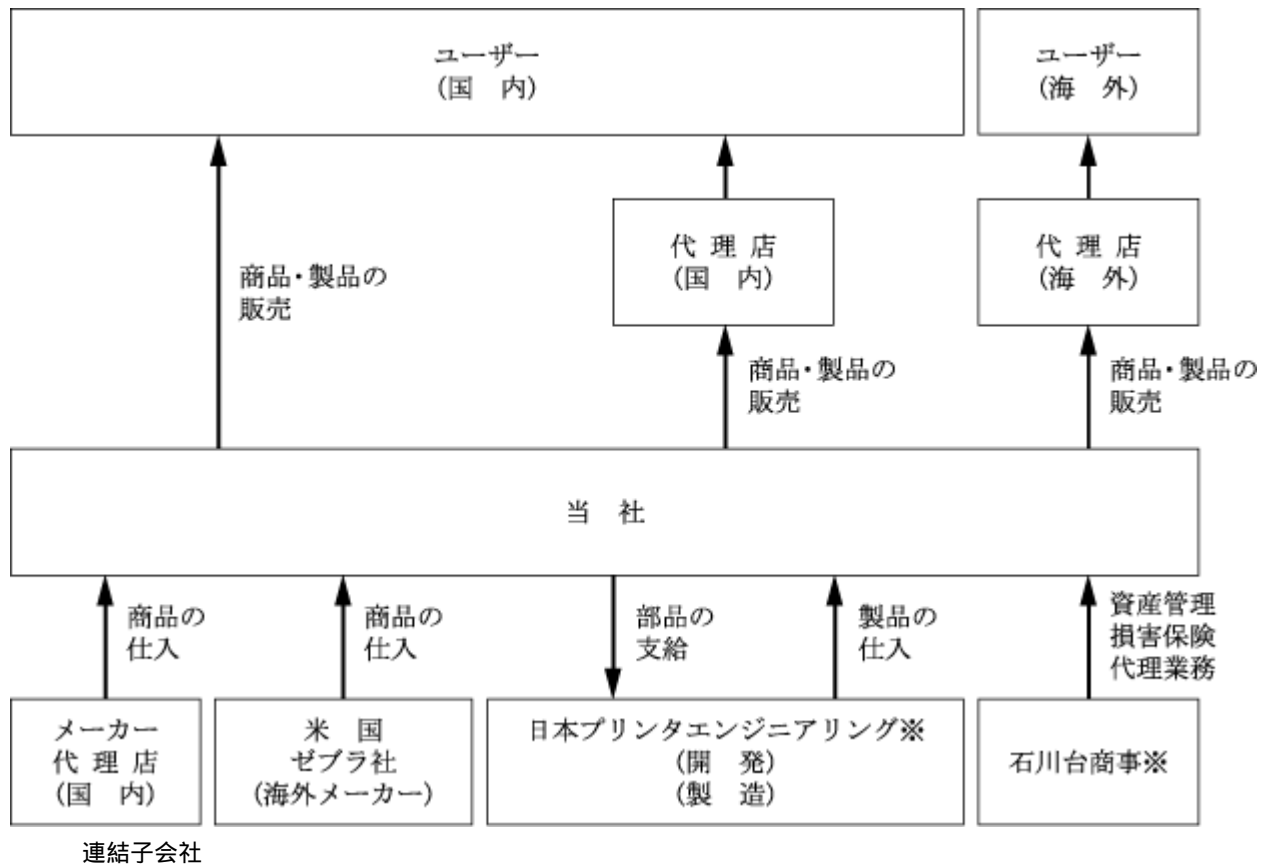 ユーザー
(国 内)
ユーザー
(海 外)
代 理 店
(国 内)
代 理 店
(海 外)
商品・製品の
販売
商品・製品の
販売
商品・製品の
販売
当 社
商品の
仕入
商品の
仕入
部品の
支給
製品の
仕入
資産管理
損害保険
代理業務
メーカー
代 理 店
(国 内)
米 国
ゼブラ社
(海外メーカー)
日本プリンタエンジニアリング※
(開 発)
(製 造)
石川台商事※
連結子会社